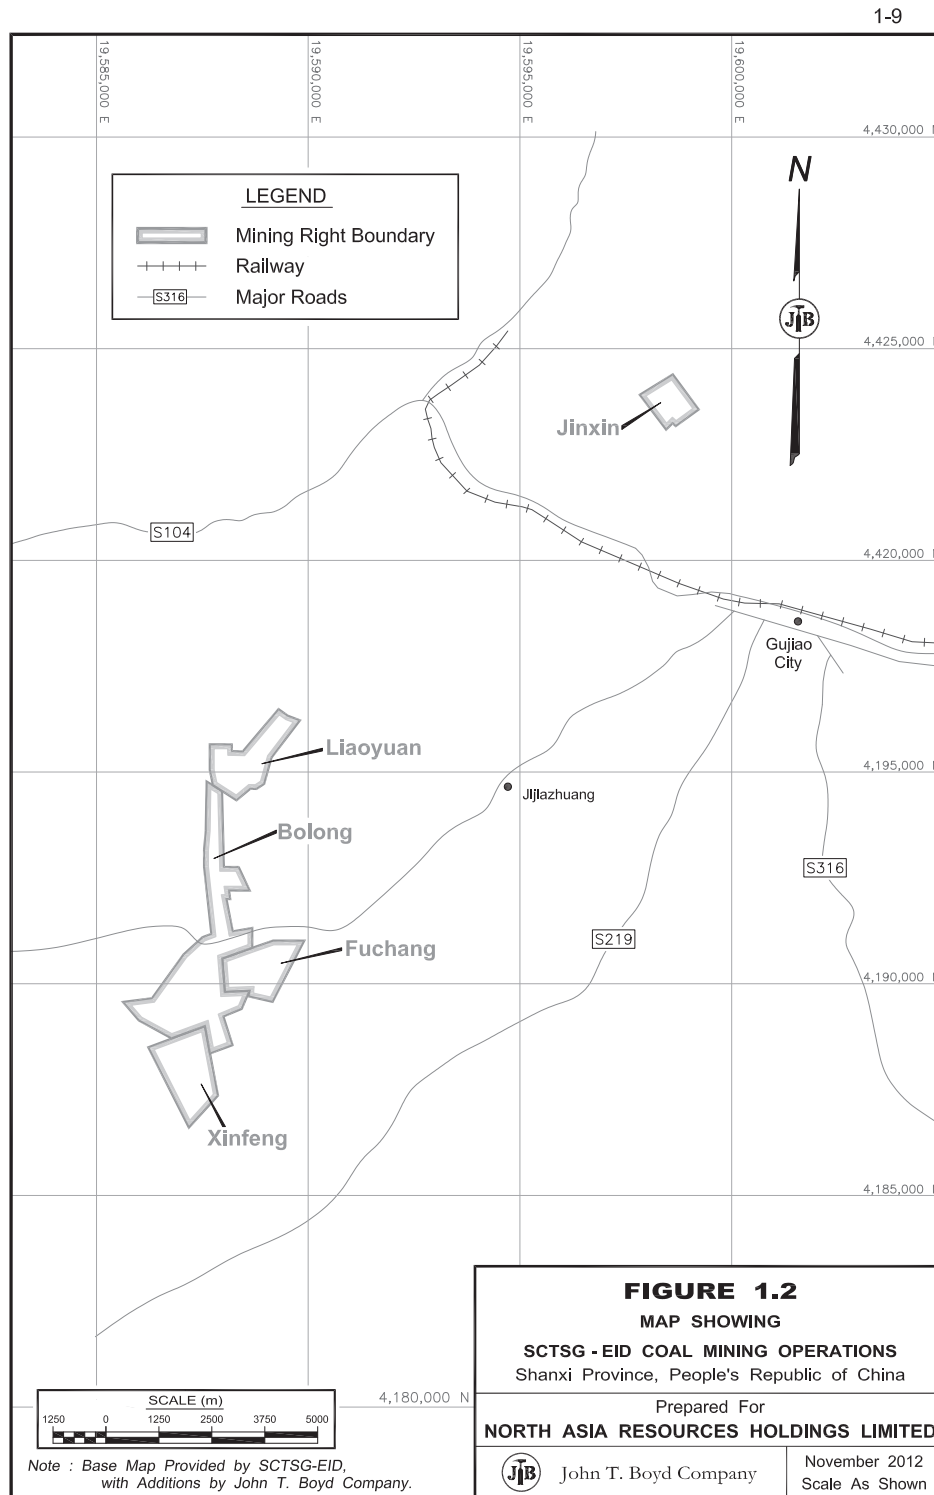 1-9
19,585,000 E
19,590,000 E
19,595,000 E
19,600,000 E
4,430,000 N
N
LEGEND
Mining Right Boundary
Railway
S316
Major Roads
JTB
4,425,000 N
Jinxin
S104
4,420,000 N
Gujiao
City
Liaoyuan
4,195,000 N
Jijiazhuang
Bolong
S316
S219
Fuchang
4,190,000 N
Xinfeng
4,185,000 N
4,180,000 N
FIGURE 1.2
MAP SHOWING
SCTSG - EID COAL MINING OPERATIONS
Shanxi Province, People's Republic of China
Prepared For
NORTH ASIA RESOURCES HOLDINGS LIMITED
JTB
John T. Boyd Company
November 2012
Scale As Shown
SCALE (m)
1250 0 1250 2500 3750 5000
Note : Base Map Provided by SCTSG-EID,
with Additions by John T. Boyd Company.